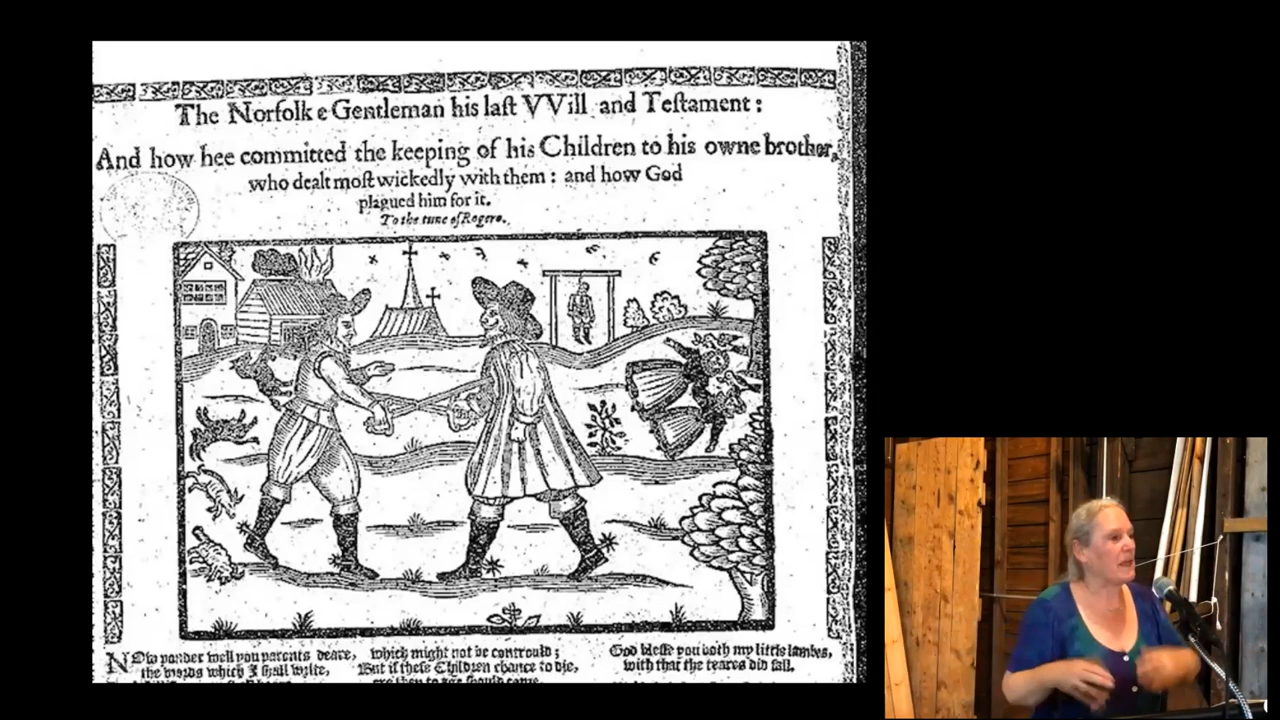 The Norfolke Gentleman his laſt VVill and Teſtament:
And how hee committed the keeping of his Children to his owne brother,
who dealt moſt wickedly with them: and how God
plagued him for it.
To the tune of Rogero.
NOw ponder well you parents deare,
the words which I ſhall write,
which might not be contrould;
But if theſe Children chance to die,
God bleſſe you both my little lambes,
with that the teares did fall.